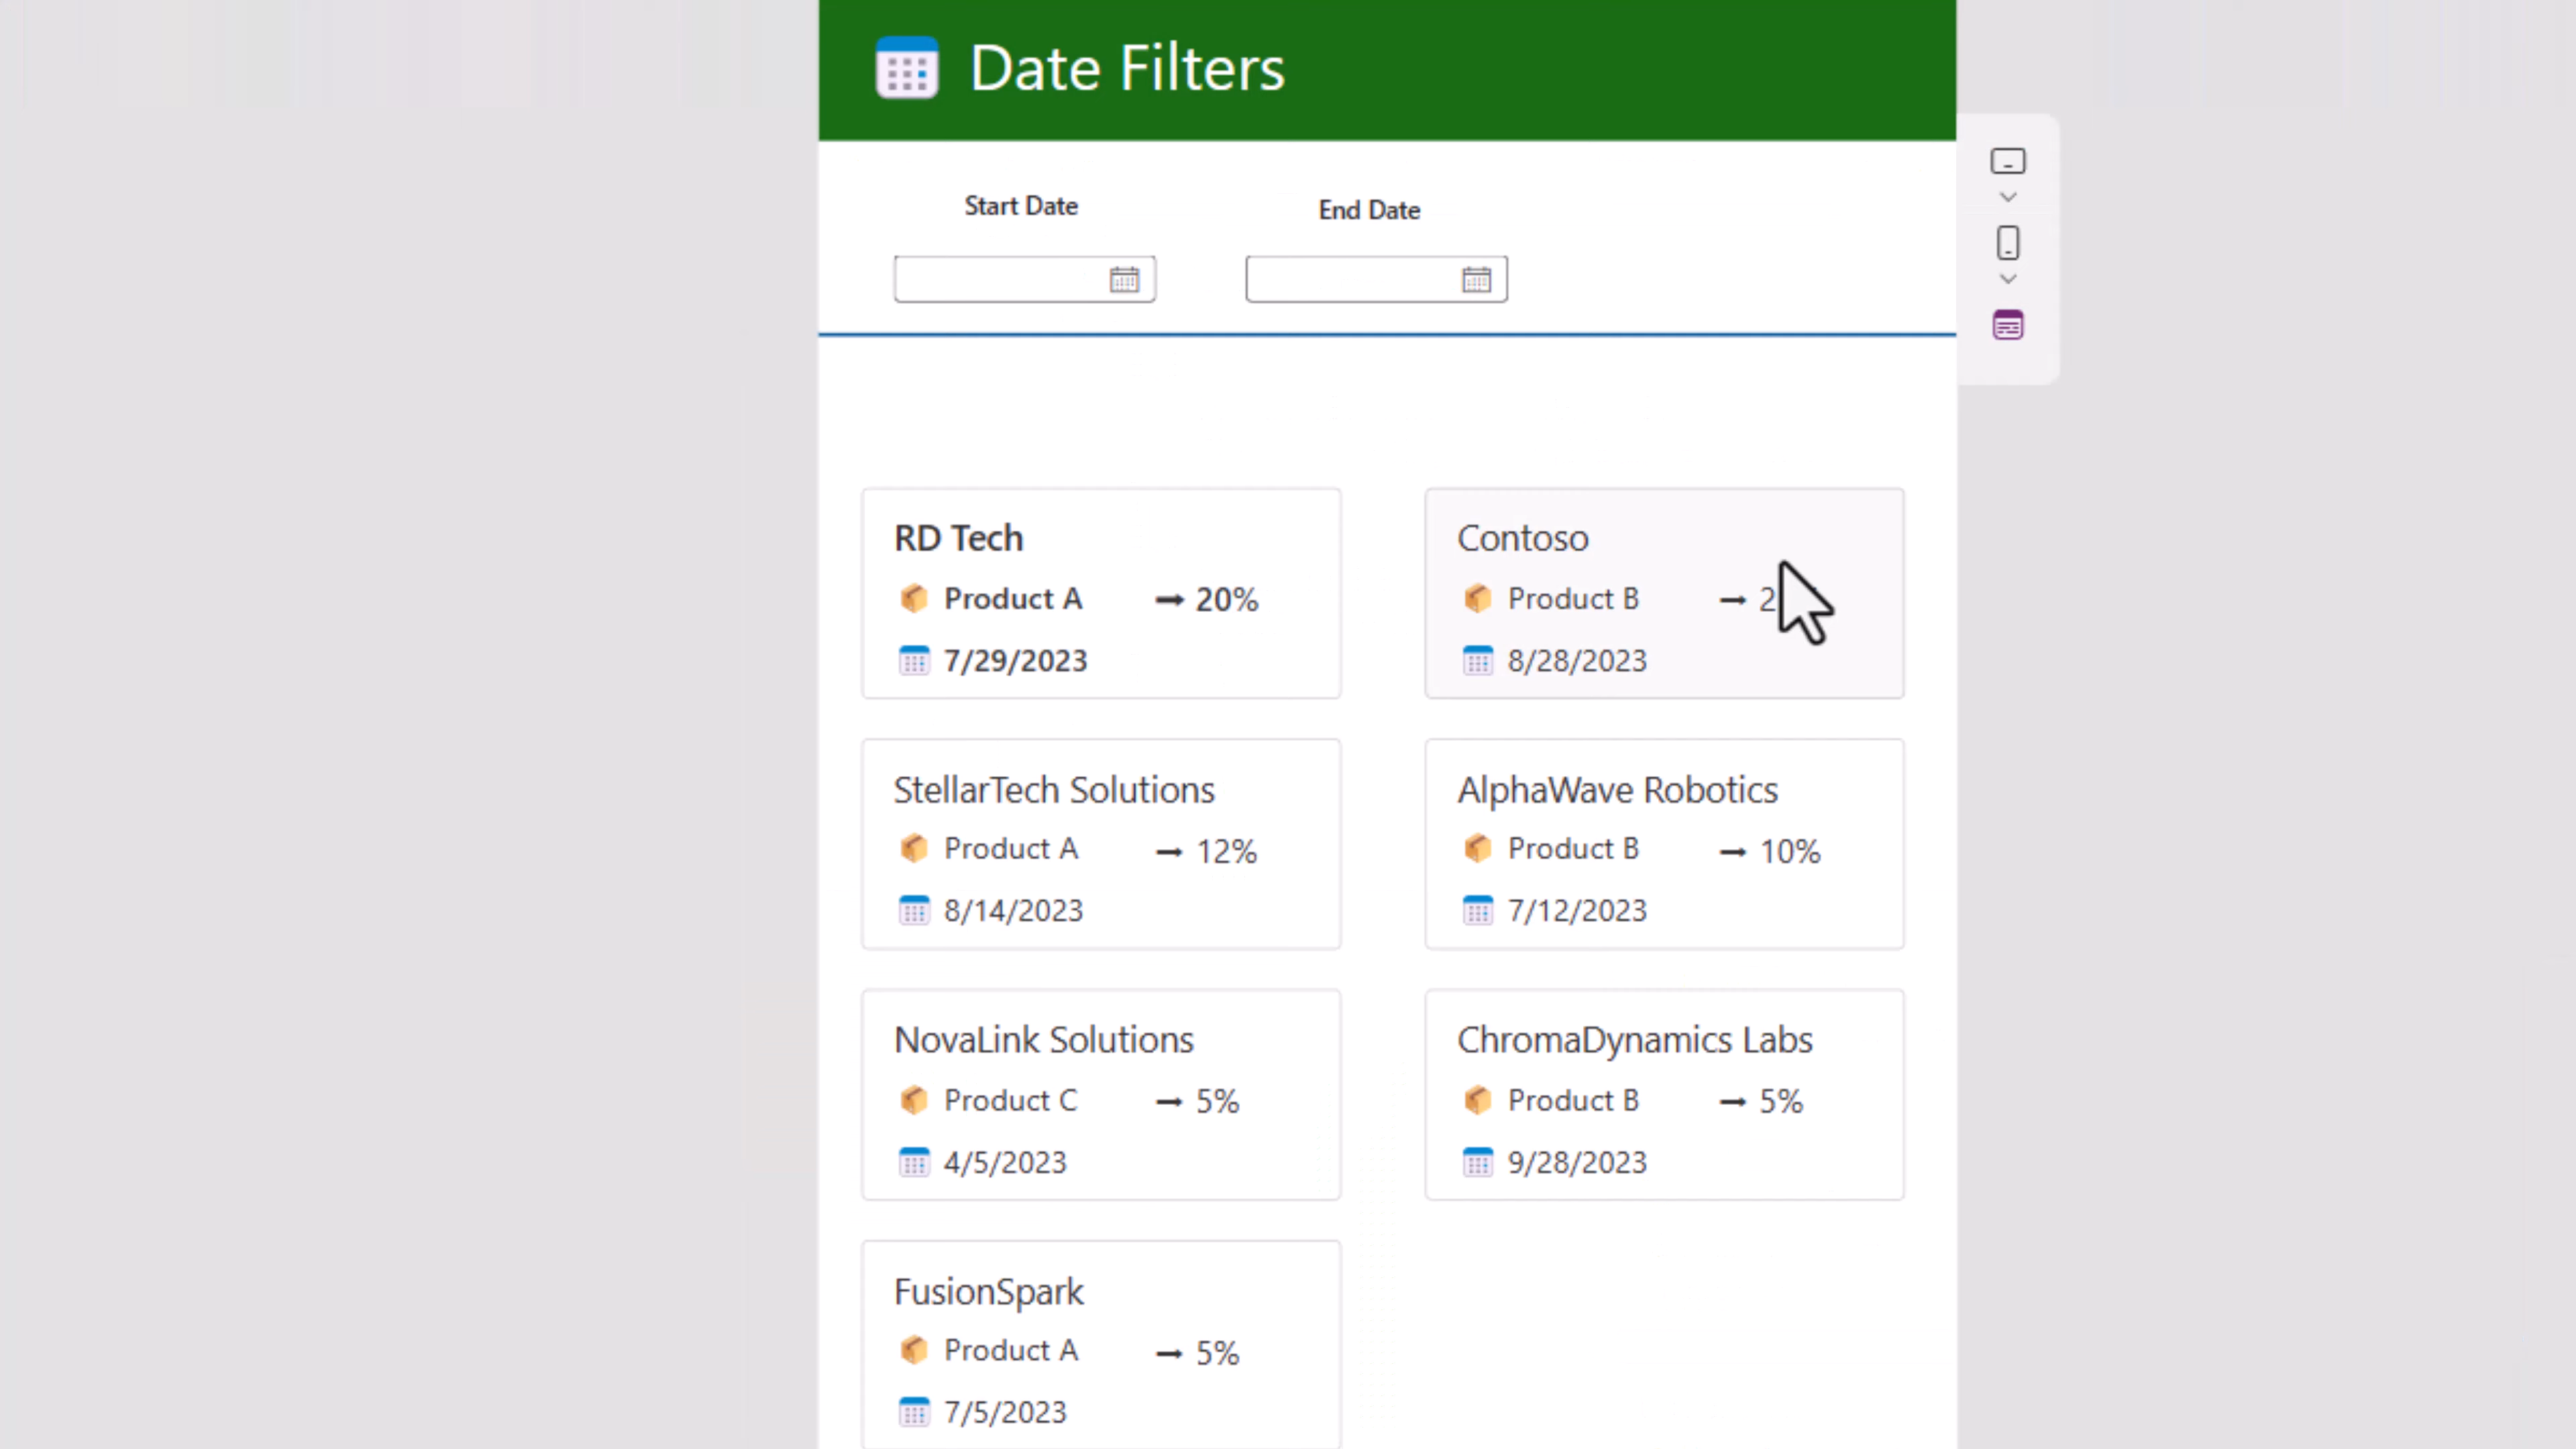 Date Filters
Start Date
End Date
RD Tech
Product A → 20%
7/29/2023
Contoso
Product B →
8/28/2023
StellarTech Solutions
Product A → 12%
8/14/2023
AlphaWave Robotics
Product B → 10%
7/12/2023
NovaLink Solutions
Product C → 5%
4/5/2023
ChromaDynamics Labs
Product B → 5%
9/28/2023
FusionSpark
Product A → 5%
7/5/2023